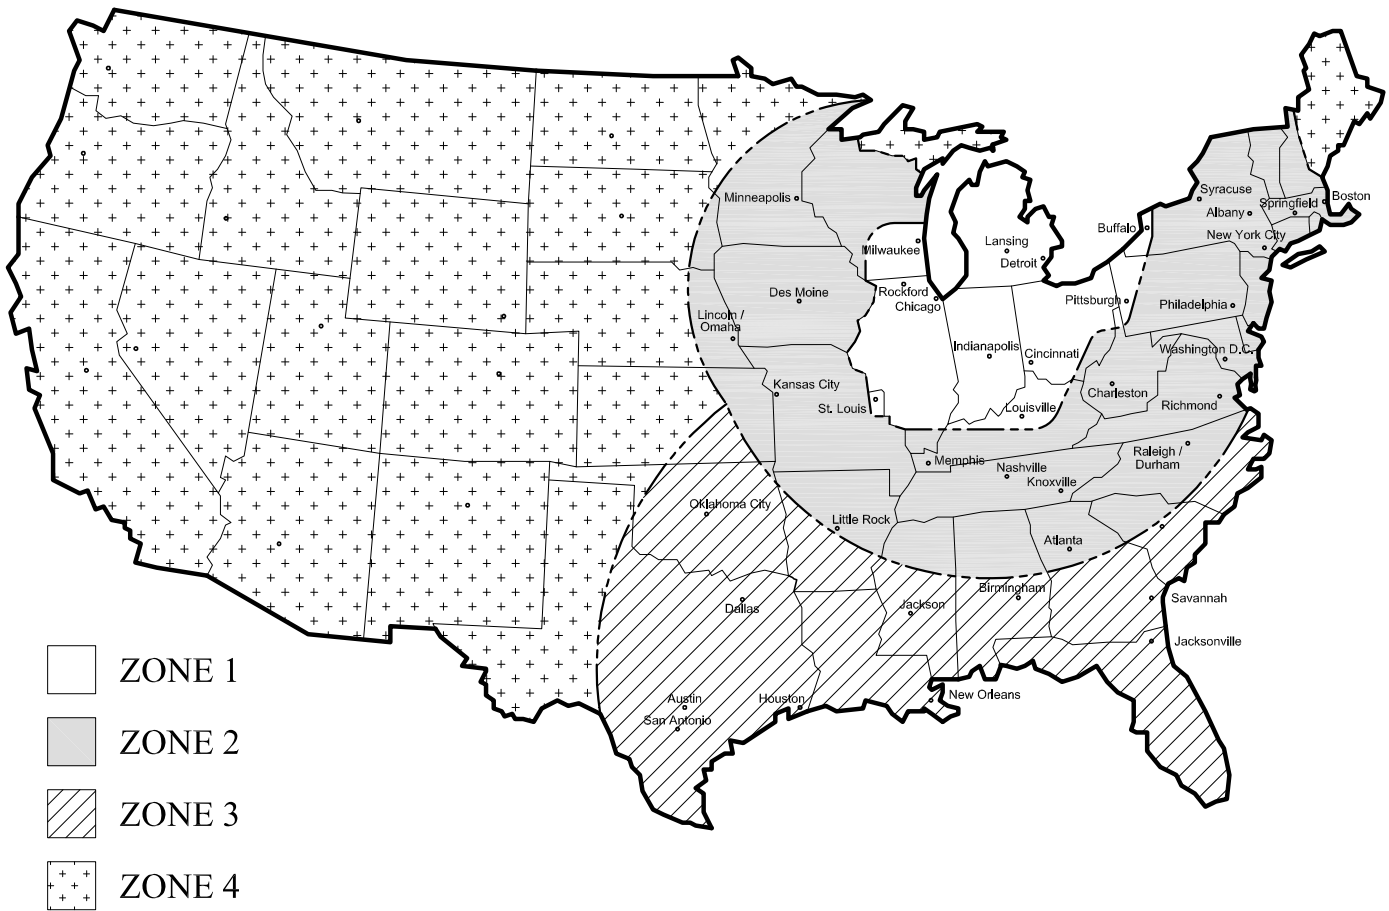 Syracuse
Minneapolis
Albany
Springfield
Boston
Buffalo
New York City
Milwaukee
Lansing
Detroit
Des Moine
Rockford
Chicago
Pittsburgh
Philadelphia
Lincoln /
Omaha
Indianapolis
Cincinnati
Washington D.C.
Kansas City
Charleston
St. Louis
Louisville
Richmond
Memphis
Nashville
Knoxville
Raleigh /
Durham
Oklahoma City
Little Rock
Atlanta
Birmingham
Dallas
Jackson
Savannah
Jacksonville
Austin
San Antonio
Houston
New Orleans
ZONE 1
ZONE 2
ZONE 3
ZONE 4